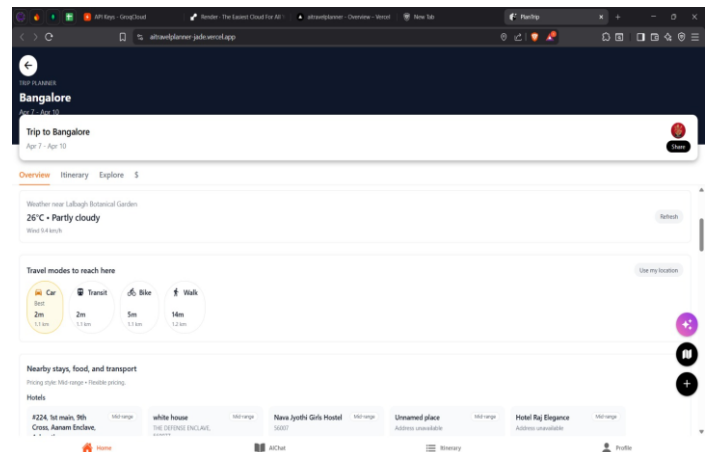 API Keys - GroqCloud
Render · The Easiest Cloud For All
aitravelplanner - Overview - Vercel
New Tab
PlanTrip
aitravelplanner-jade.vercel.app
TRIP PLANNER
Bangalore
Apr 7 - Apr 10
Trip to Bangalore
Apr 7 - Apr 10
Share
Overview Itinerary Explore $
Weather near Lalbagh Botanical Garden
26°C • Partly cloudy
Wind 9.4 km/h
Refresh
Travel modes to reach here
Use my location
Car Transit Bike Walk
Best
2m 2m 5m 14m
1.1 km 1.1 km 1.1 km 1.2 km
Nearby stays, food, and transport
Pricing style: Mid-range • Flexible pricing.
Hotels
#224, 1st main, 9th Mid-range white house Mid-range Nava Jyothi Girls Hostel Mid-range Unnamed place Mid-range Hotel Raj Elegance Mid-range
Cross, Aanam Enclave, THE DEFENSE ENCLAVE, 56007 Address unavailable Address unavailable
Home AIChat Itinerary Profile